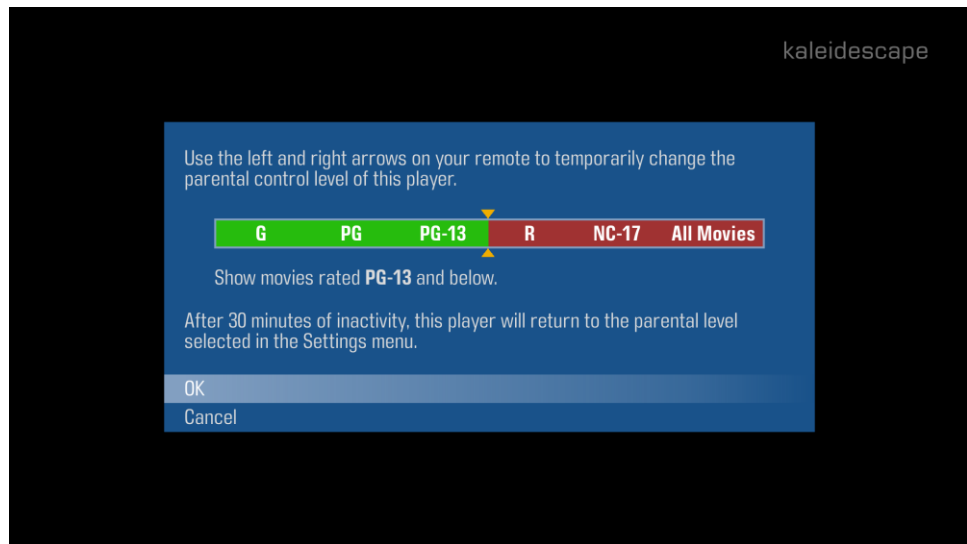 kaleidescape
Use the left and right arrows on your remote to temporarily change the
parental control level of this player.
G PG PG-13 R NC-17 All Movies
Show movies rated PG-13 and below.
After 30 minutes of inactivity, this player will return to the parental level
selected in the Settings menu.
OK
Cancel